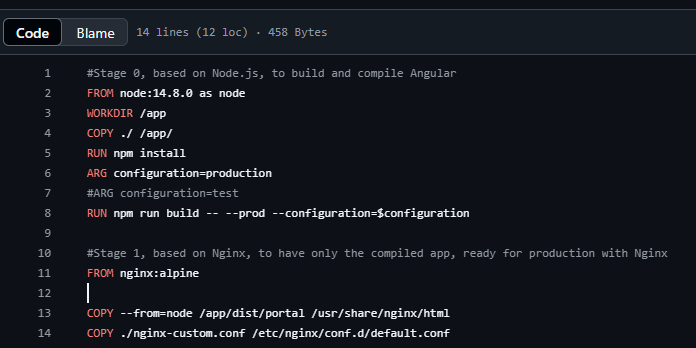 Code Blame 14 lines (12 loc) · 458 Bytes
1 #Stage 0, based on Node.js, to build and compile Angular
2 FROM node:14.8.0 as node
3 WORKDIR /app
4 COPY ./ /app/
5 RUN npm install
6 ARG configuration=production
7 #ARG configuration=test
8 RUN npm run build -- --prod --configuration=$configuration
9
10 #Stage 1, based on Nginx, to have only the compiled app, ready for production with Nginx
11 FROM nginx:alpine
12
13 COPY --from=node /app/dist/portal /usr/share/nginx/html
14 COPY ./nginx-custom.conf /etc/nginx/conf.d/default.conf